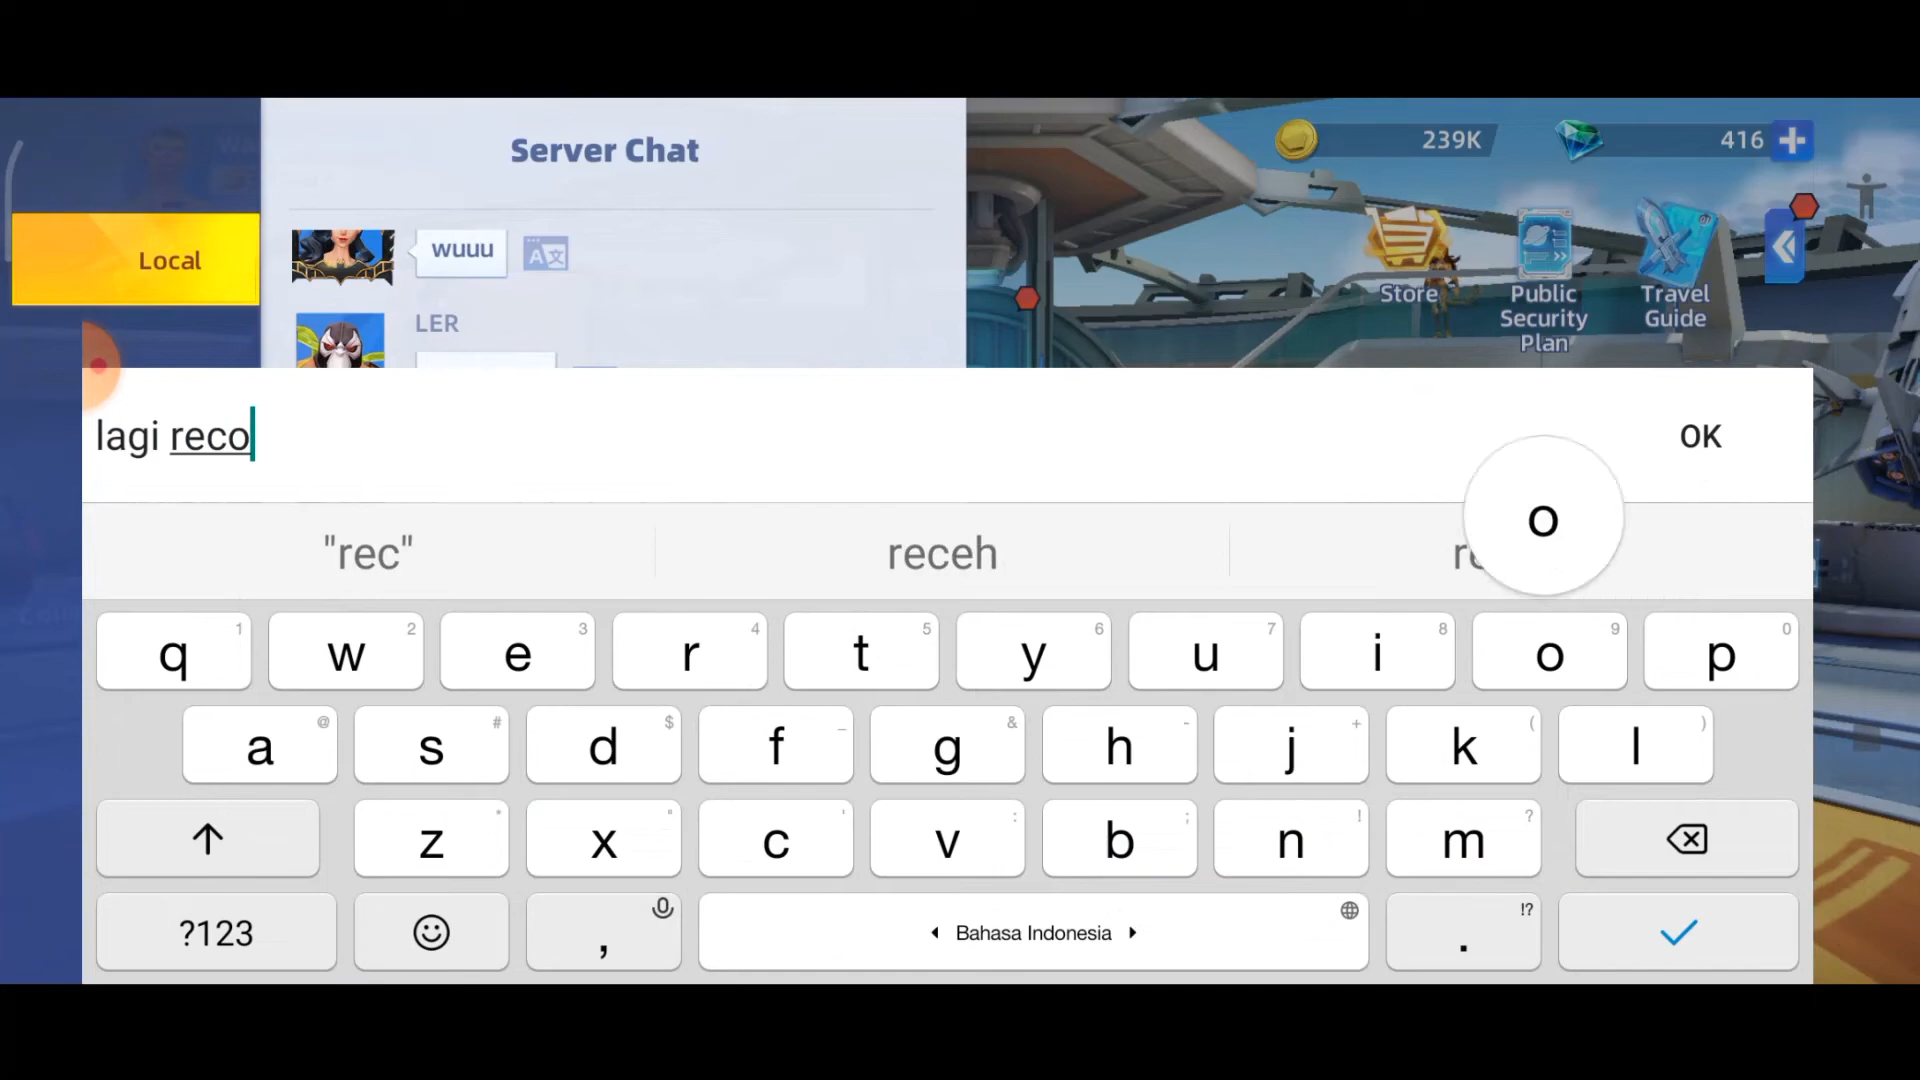 Server Chat
239K
416
Local
wuuu
LER
Store
Public
Security
Plan
Travel
Guide
lagi reco
OK
"rec"
receh
o
q 1 w 2 e 3 r 4 t 5 y 6 u 7 i 8 o 9 p 0
a @ s # d $ f _ g & h - j + k ( l )
z * x " c ' v : b ; n ! m ?
?123
,
Bahasa Indonesia
. !?